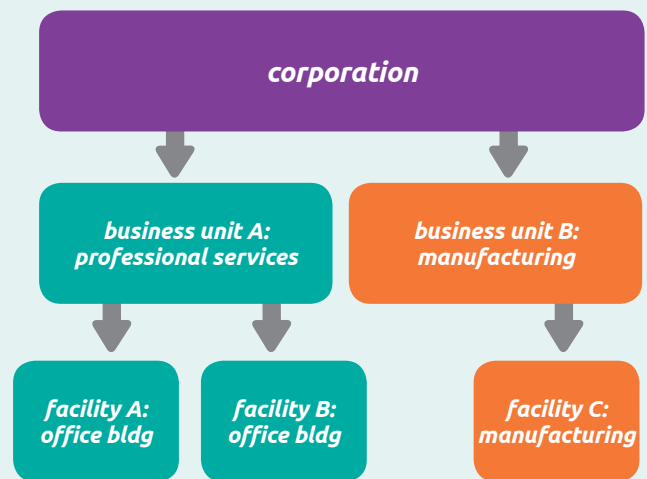 corporation
business unit A:
professional services
business unit B:
manufacturing
facility A:
office bldg
facility B:
office bldg
facility C:
manufacturing